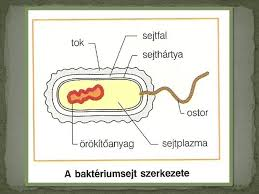 sejtfal
tok
sejthártya
ostor
örökítőanyag
sejtplazma
A baktériumsejt szerkezete